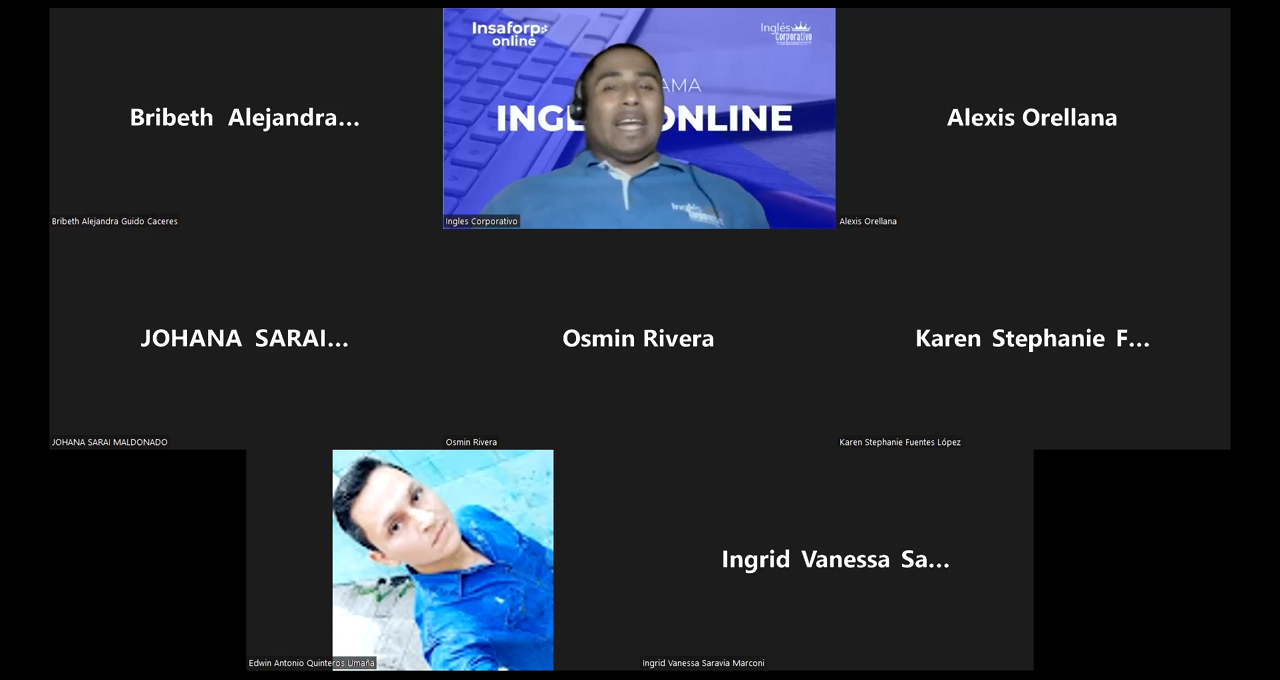 Bribeth Alejandra...
Bribeth Alejandra Guido Caceres
Insaforp
online
Inglés
Corporativo
AMA
INGL ONLINE
Inglés
Ingles Corporativo
Alexis Orellana
Alexis Orellana
JOHANA SARAI...
JOHANA SARAI MALDONADO
Osmin Rivera
Osmin Rivera
Karen Stephanie F...
Karen Stephanie Fuentes López
Edwin Antonio Quinteros Umaña
Ingrid Vanessa Sa...
Ingrid Vanessa Saravia Marconi